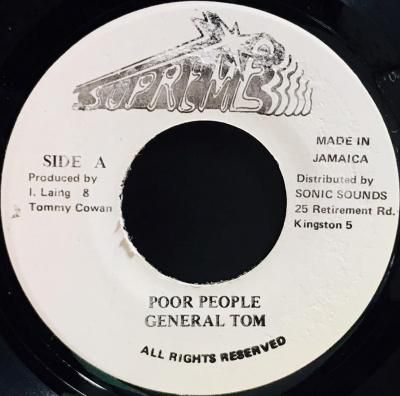 SUPREME
SIDE A
Produced by
I. Laing 8
Tommy Cowan
MADE IN
JAMAICA
Distributed by
SONIC SOUNDS
25 Retirement Rd.
Kingston 5
POOR PEOPLE
GENERAL TOM
ALL RIGHTS RESERVED